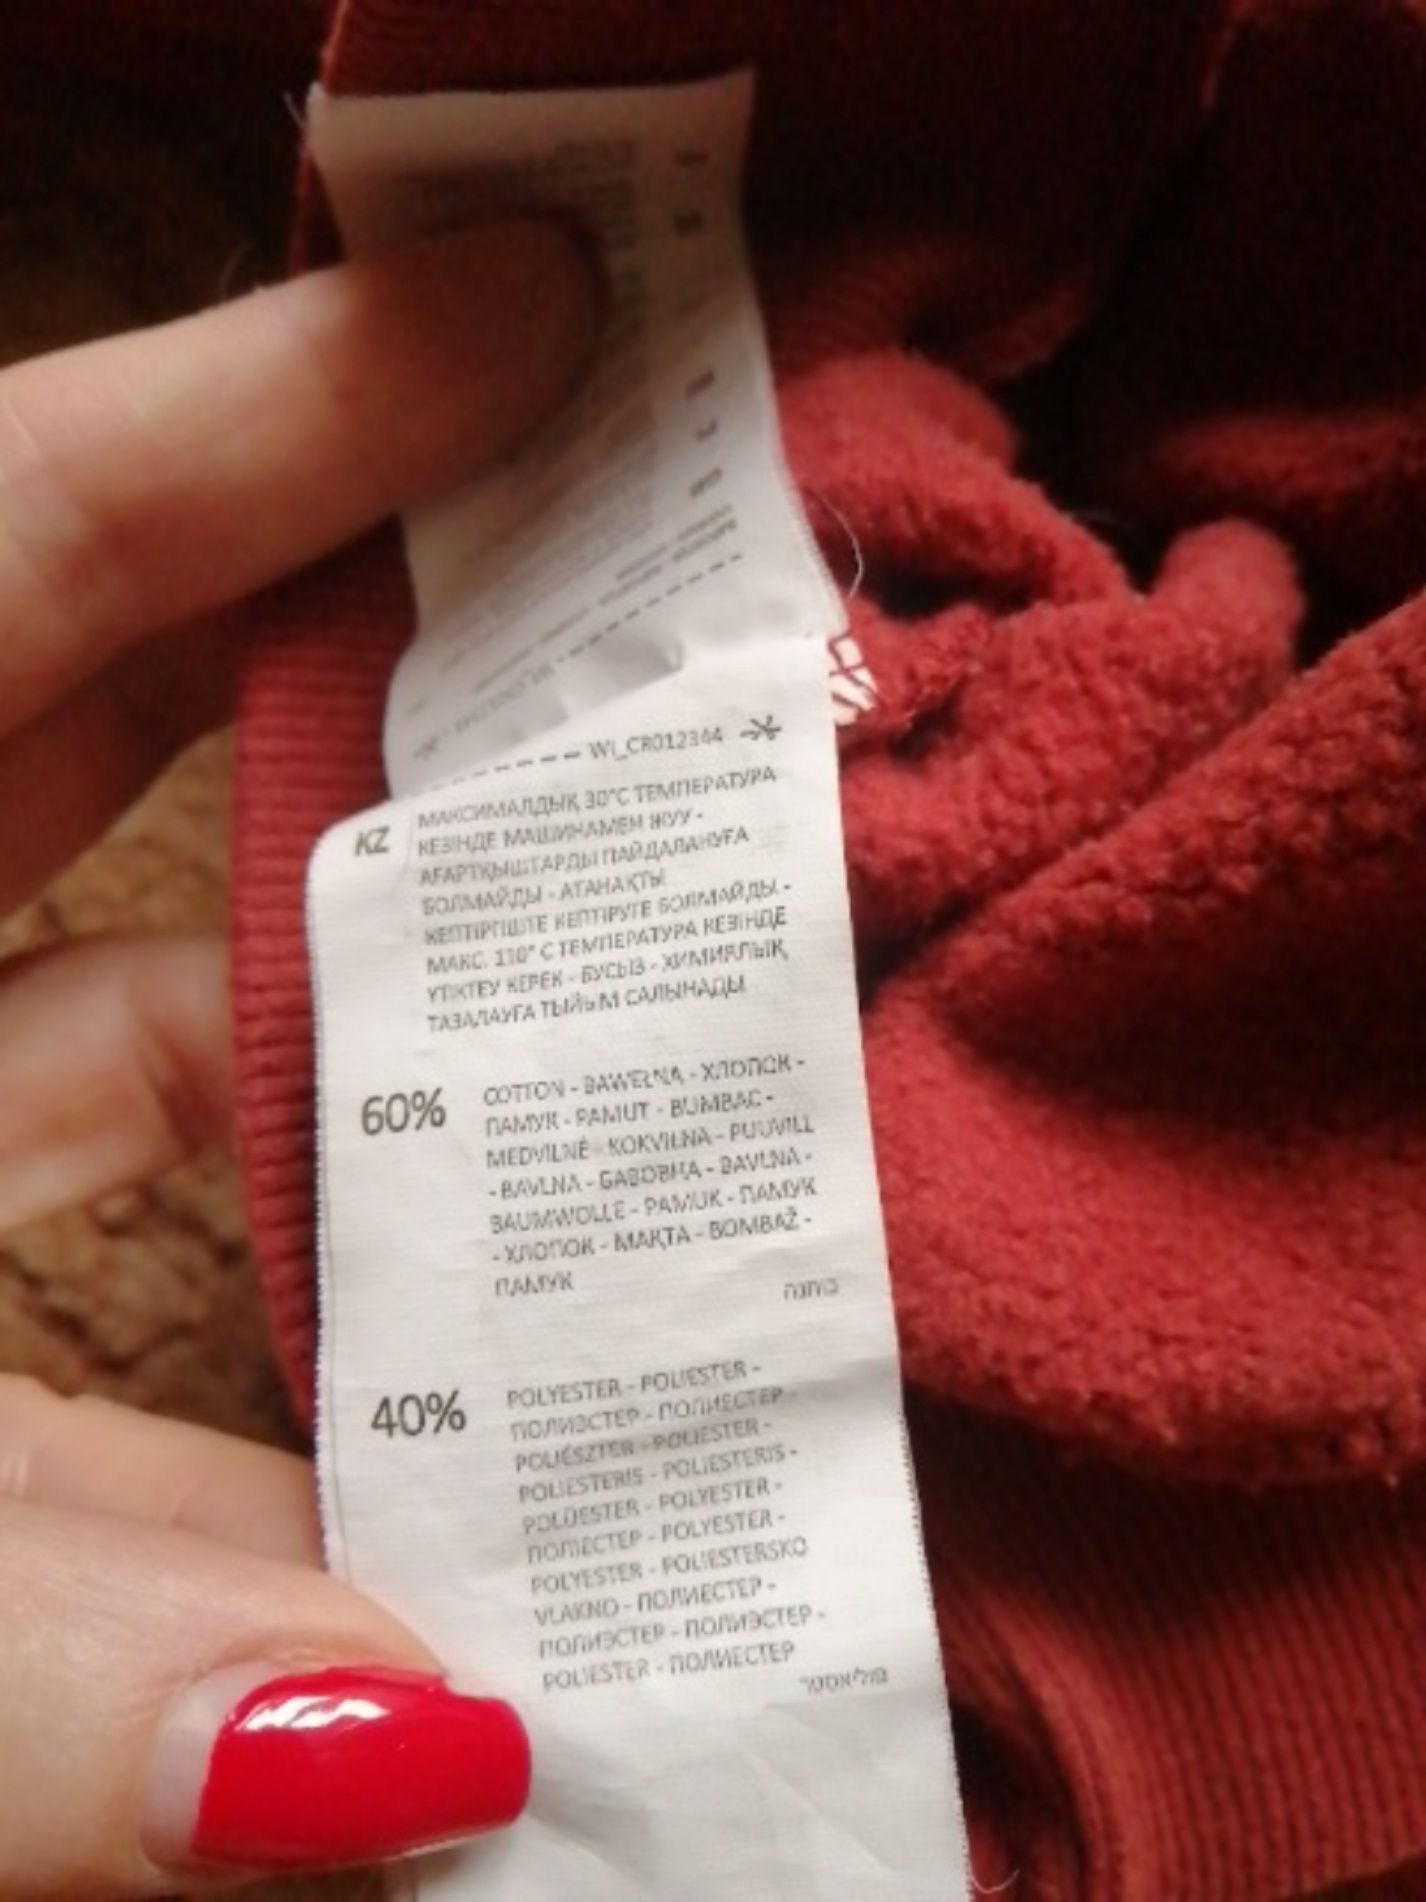 WI_CR012344
KZ
МАКСИМАЛДЫҚ 30°C ТЕМПЕРАТУРА
КЕЗІНДЕ МАШИНАМЕН ЖУУ -
АҒАРТҚЫШТАРДЫ ПАЙДАЛАНУҒА
БОЛМАЙДЫ - АТАНАҚТЫ
КЕПТІРГІШТЕ КЕПТІРУГЕ БОЛМАЙДЫ -
МАКС. 110° C ТЕМПЕРАТУРА КЕЗІНДЕ
ҮТІКТЕУ КЕРЕК - БУСЫЗ - ХИМИЯЛЫҚ
ТАЗАЛАУҒА ТЫЙЫМ САЛЫНАДЫ
60%
COTTON - BAWEŁNA - ХЛОПОК -
ПАМУК - PAMUT - BUMBAC -
MEDVILNĖ - KOKVILNA - PUUVILL
- BAVLNA - БАВОВНА - BAVLNA -
BAUMWOLLE - PAMUK - ПАМУК
- ХЛОПОК - МАҚТА - BOMBAŽ -
ПАМУК
כותנה
40%
POLYESTER - POLIESTER -
ПОЛИЭСТЕР - ПОЛИЕСТЕР -
POLIÉSZTER - POLIESTER -
POLIESTERIS - POLIESTERIS -
POLÜESTER - POLYESTER -
ПОЛІЕСТЕР - POLYESTER -
POLYESTER - POLIESTERSKO
VLAKNO - ПОЛИЕСТЕР -
ПОЛИЭСТЕР - ПОЛИЭСТЕР -
POLIESTER - ПОЛИЕСТЕР
פוליאסטר